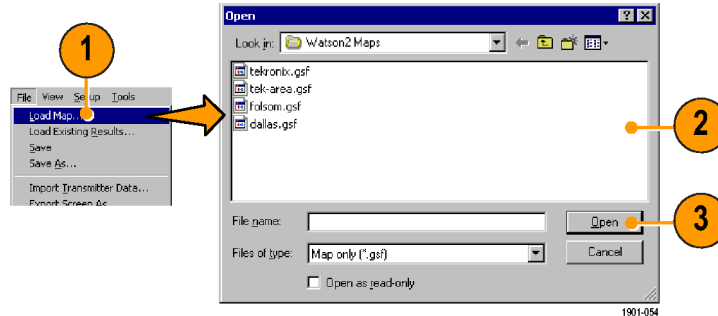 1
File View Setup Tools
Load Map...
Load Existing Results...
Save
Save As...
Import Transmitter Data...
Export Screen As
Open
Look in: Watson2 Maps
tekronix.gsf
tek-area.gsf
folsom.gsf
dallas.gsf
2
File name:
Open
3
Files of type: Map only (*.gsf)
Cancel
Open as read-only
1901-054